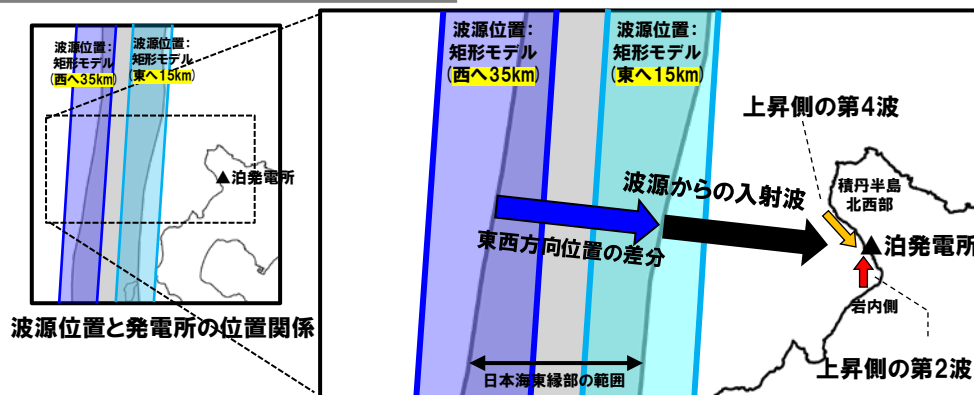 波源位置：
矩形モデル
(西へ35km)
波源位置：
矩形モデル
(東へ15km)
▲泊発電所
波源位置と発電所の位置関係
波源位置：
矩形モデル
(西へ35km)
波源位置：
矩形モデル
(東へ15km)
上昇側の第4波
積丹半島
北西部
波源からの入射波
東西方向位置の差分
▲泊発電所
岩内側
上昇側の第2波
日本海東縁部の範囲